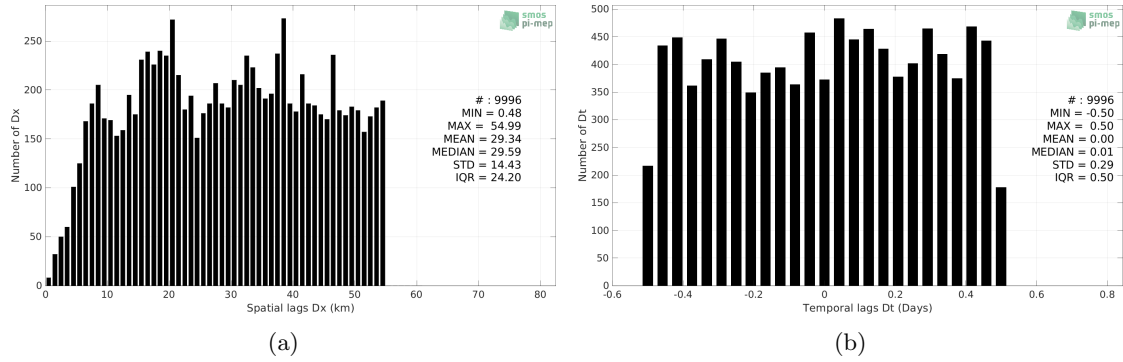 smos
pi-mep
250
200
150
100
50
0
Number of Dx
# : 9996
MIN = 0.48
MAX = 54.99
MEAN = 29.34
MEDIAN = 29.59
STD = 14.43
IQR = 24.20
0 10 20 30 40 50 60 70 80
Spatial lags Dx (km)
(a)
smos
pi-mep
500
450
400
350
300
250
200
150
100
50
0
Number of Dt
# : 9996
MIN = -0.50
MAX = 0.50
MEAN = 0.00
MEDIAN = 0.01
STD = 0.29
IQR = 0.50
-0.6 -0.4 -0.2 0 0.2 0.4 0.6 0.8
Temporal lags Dt (Days)
(b)